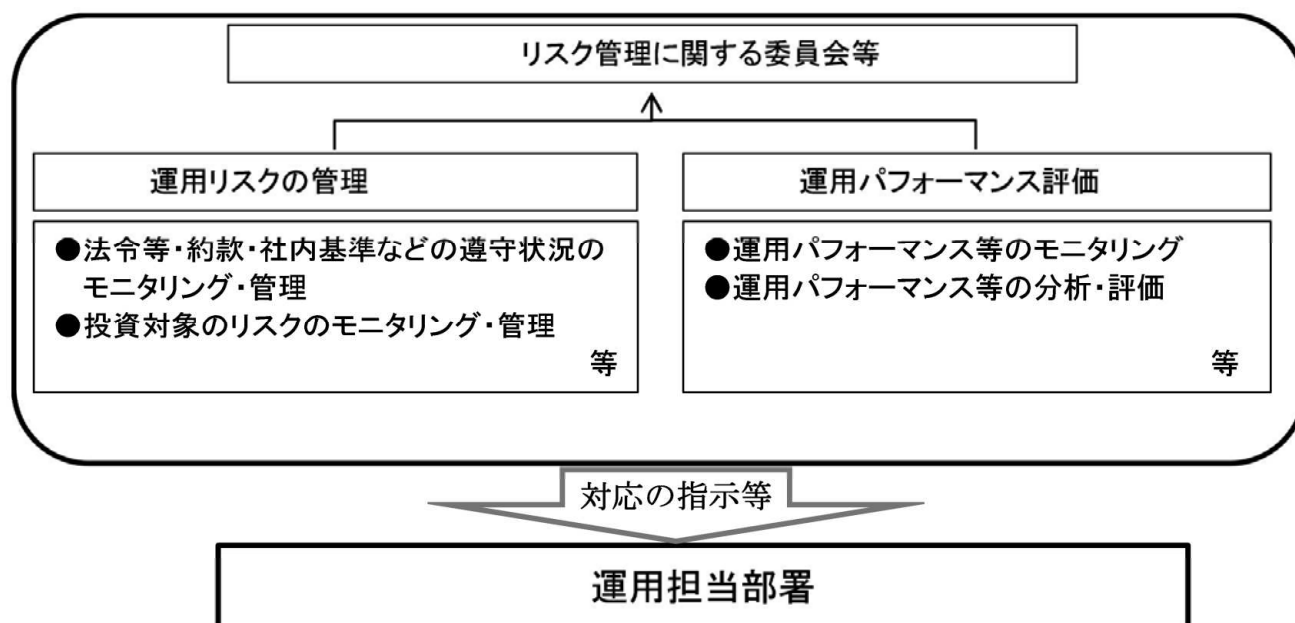 リスク管理に関する委員会等
運用リスクの管理
●法令等・約款・社内基準などの遵守状況の
モニタリング・管理
●投資対象のリスクのモニタリング・管理
等
運用パフォーマンス評価
●運用パフォーマンス等のモニタリング
●運用パフォーマンス等の分析・評価
等
対応の指示等
運用担当部署